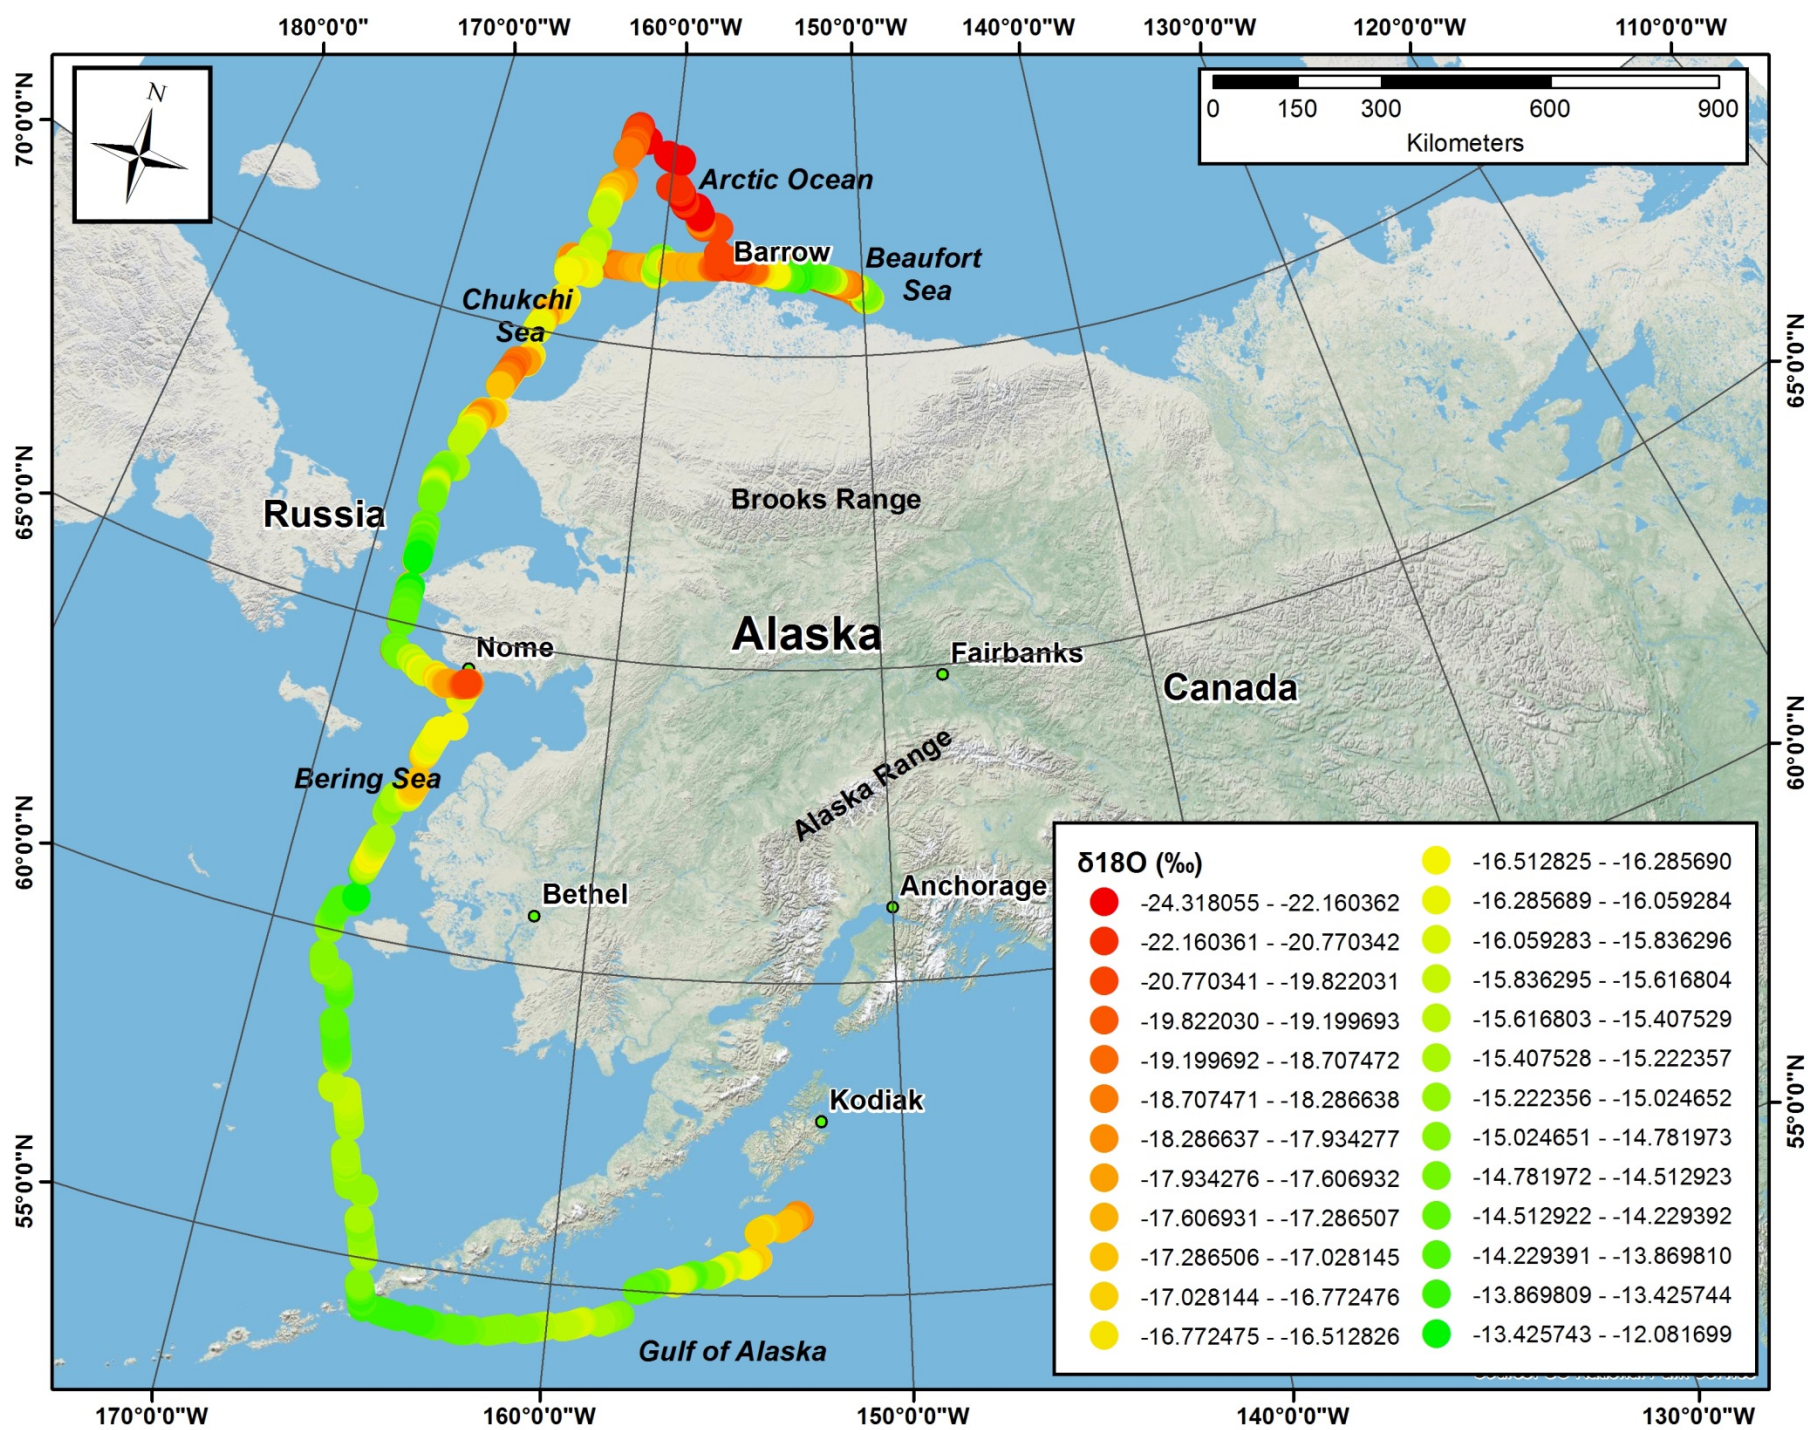 180°0'0"
170°0'0"W
160°0'0"W
150°0'0"W
140°0'0"W
130°0'0"W
120°0'0"W
110°0'0"W
N
0 150 300 600 900
Kilometers
70°0'0"N
65°0'0"N
60°0'0"N
55°0'0"N
65°0'0"N
60°0'0"N
55°0'0"N
Arctic Ocean
Barrow
Beaufort
Sea
Chukchi
Sea
Russia
Brooks Range
Alaska
Nome
Fairbanks
Canada
Bering Sea
Alaska Range
Bethel
Anchorage
Kodiak
Gulf of Alaska
δ18O (‰)
-24.318055 - -22.160362
-22.160361 - -20.770342
-20.770341 - -19.822031
-19.822030 - -19.199693
-19.199692 - -18.707472
-18.707471 - -18.286638
-18.286637 - -17.934277
-17.934276 - -17.606932
-17.606931 - -17.286507
-17.286506 - -17.028145
-17.028144 - -16.772476
-16.772475 - -16.512826
-16.512825 - -16.285690
-16.285689 - -16.059284
-16.059283 - -15.836296
-15.836295 - -15.616804
-15.616803 - -15.407529
-15.407528 - -15.222357
-15.222356 - -15.024652
-15.024651 - -14.781973
-14.781972 - -14.512923
-14.512922 - -14.229392
-14.229391 - -13.869810
-13.869809 - -13.425744
-13.425743 - -12.081699
170°0'0"W
160°0'0"W
150°0'0"W
140°0'0"W
130°0'0"W